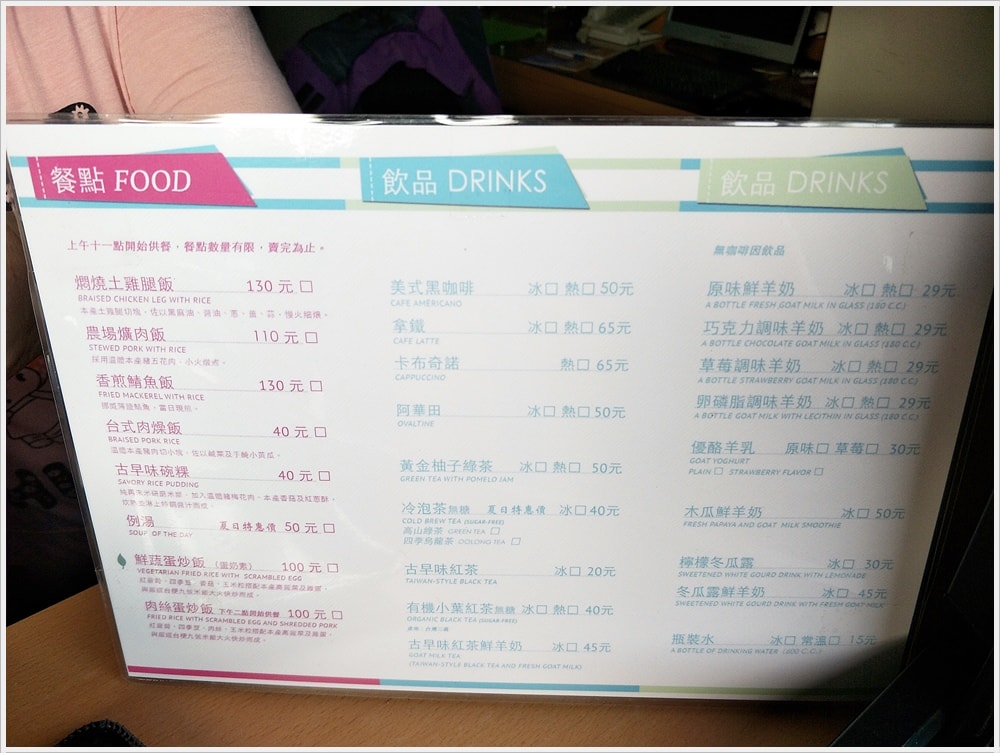 餐點 FOOD
上午十一點開始供餐，餐點數量有限，賣完為止。
燜燒土雞腿飯 130 元 □
BRAISED CHICKEN LEG WITH RICE
農場爌肉飯 110 元 □
STEWED PORK WITH RICE
香煎鯖魚飯 130 元 □
FRIED MACKEREL WITH RICE
台式肉燥飯 40 元 □
BRAISED PORK RICE
古早味碗粿 40 元 □
SAVORY RICE PUDDING
例湯 夏日特惠價 50 元 □
SOUP OF THE DAY
鮮蔬蛋炒飯 (蛋奶素) 100 元 □
VEGETARIAN FRIED RICE WITH SCRAMBLED EGG
肉絲蛋炒飯 下午二點開始供餐 100 元 □
FRIED RICE WITH SCRAMBLED EGG AND SHREDDED PORK
飲品 DRINKS
美式黑咖啡 冰□ 熱□ 50元
CAFE AMÉRICANO
拿鐵 冰□ 熱□ 65元
CAFE LATTE
卡布奇諾 熱□ 65元
CAPPUCCINO
阿華田 冰□ 熱□ 50元
OVALTINE
黃金柚子綠茶 冰□ 熱□ 50元
GREEN TEA WITH POMELO JAM
冷泡茶無糖 夏日特惠價 冰□ 40元
COLD BREW TEA (SUGAR-FREE)
高山綠茶 GREEN TEA □
四季烏龍茶 OOLONG TEA □
古早味紅茶 冰□ 20元
TAIWAN-STYLE BLACK TEA
有機小葉紅茶無糖 冰□ 熱□ 40元
ORGANIC BLACK TEA (SUGAR-FREE)
古早味紅茶鮮羊奶 冰□ 45元
GOAT MILK TEA
(TAIWAN-STYLE BLACK TEA AND FRESH GOAT MILK)
飲品 DRINKS
無咖啡因飲品
原味鮮羊奶 冰□ 熱□ 29元
A BOTTLE FRESH GOAT MILK IN GLASS (180 C.C.)
巧克力調味羊奶 冰□ 熱□ 29元
A BOTTLE CHOCOLATE GOAT MILK IN GLASS (180 C.C.)
草莓調味羊奶 冰□ 熱□ 29元
A BOTTLE STRAWBERRY GOAT MILK IN GLASS (180 C.C.)
卵磷脂調味羊奶 冰□ 熱□ 29元
A BOTTLE GOAT MILK WITH LECITHIN IN GLASS (180 C.C.)
優酪羊乳 原味□ 草莓□ 30元
GOAT YOGHURT
PLAIN □ STRAWBERRY FLAVOR □
木瓜鮮羊奶 冰□ 50元
FRESH PAPAYA AND GOAT MILK SMOOTHIE
檸檬冬瓜露 冰□ 30元
SWEETENED WHITE GOURD DRINK WITH LEMONADE
冬瓜露鮮羊奶 冰□ 45元
SWEETENED WHITE GOURD DRINK WITH FRESH GOAT MILK
瓶裝水 冰□ 常溫□ 15元
A BOTTLE OF DRINKING WATER (600 C.C.)